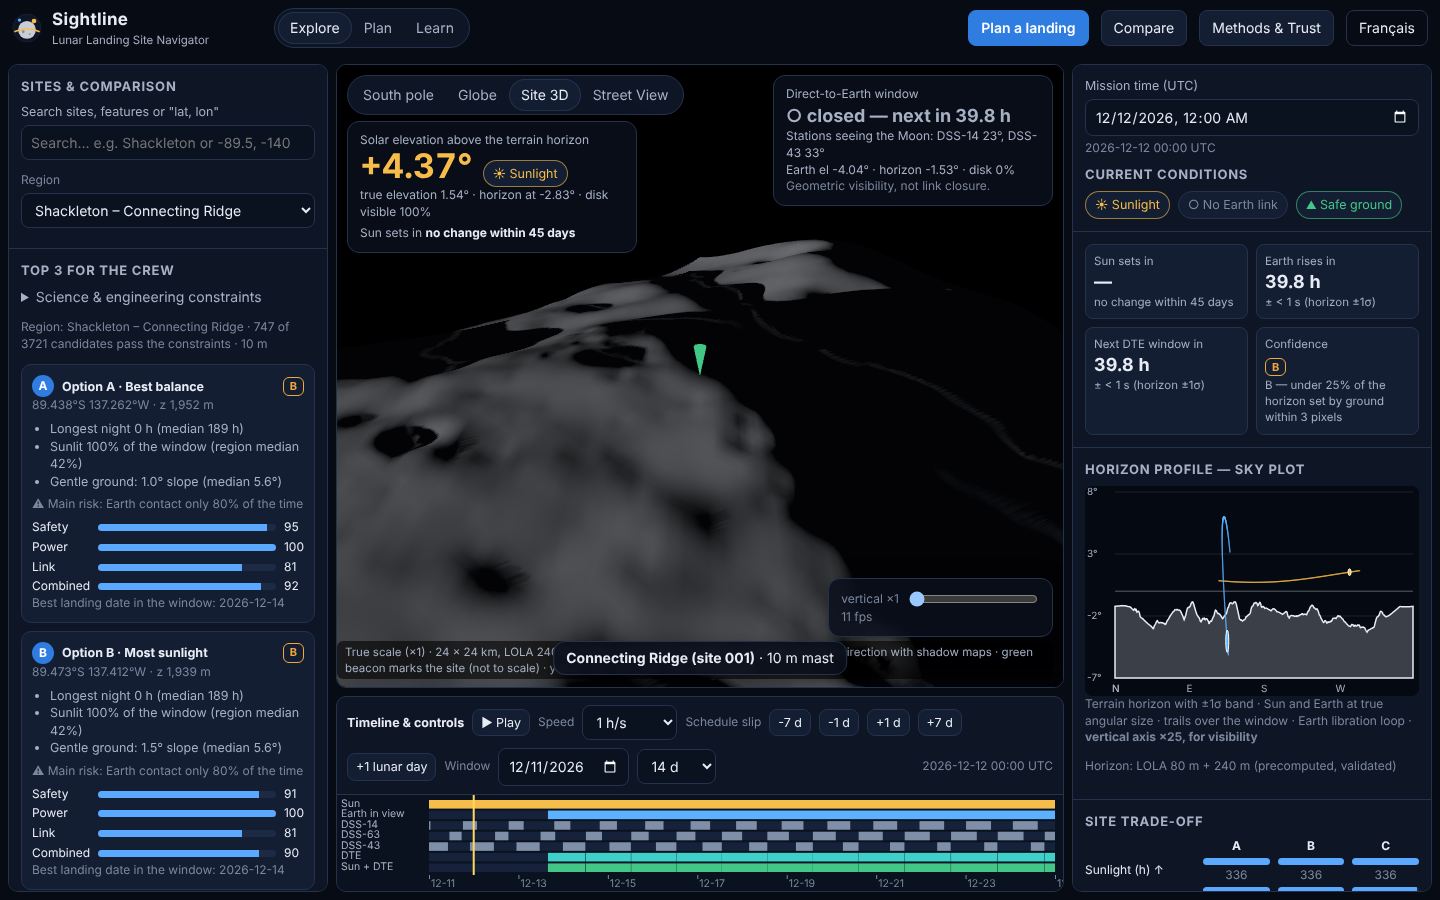 Sightline
Lunar Landing Site Navigator
Explore Plan Learn
Plan a landing Compare Methods & Trust Français
SITES & COMPARISON
Search sites, features or "lat, lon"
Search... e.g. Shackleton or -89.5, -140
Region
Shackleton – Connecting Ridge
TOP 3 FOR THE CREW
▶ Science & engineering constraints
Region: Shackleton – Connecting Ridge · 747 of
3721 candidates pass the constraints · 10 m
A Option A · Best balance B
89.438°S 137.262°W · z 1,952 m
• Longest night 0 h (median 189 h)
• Sunlit 100% of the window (region median
42%)
• Gentle ground: 1.0° slope (median 5.6°)
⚠ Main risk: Earth contact only 80% of the time
Safety 95
Power 100
Link 81
Combined 92
Best landing date in the window: 2026-12-14
B Option B · Most sunlight B
89.473°S 137.412°W · z 1,939 m
• Longest night 0 h (median 189 h)
• Sunlit 100% of the window (region median
42%)
• Gentle ground: 1.5° slope (median 5.6°)
⚠ Main risk: Earth contact only 80% of the time
Safety 91
Power 100
Link 81
Combined 90
Best landing date in the window: 2026-12-14
South pole Globe Site 3D Street View
Solar elevation above the terrain horizon
+4.37° ☀ Sunlight
true elevation 1.54° · horizon at -2.83° · disk
visible 100%
Sun sets in no change within 45 days
Direct-to-Earth window
○ closed — next in 39.8 h
Stations seeing the Moon: DSS-14 23°, DSS-
43 33°
Earth el -4.04° · horizon -1.53° · disk 0%
Geometric visibility, not link closure.
vertical ×1
11 fps
True scale (×1) · 24 × 24 km, LOLA 240 irection with shadow maps · green
beacon marks the site (not to scale) · y
Connecting Ridge (site 001) · 10 m mast
Timeline & controls ▶ Play Speed 1 h/s Schedule slip -7 d -1 d +1 d +7 d
+1 lunar day Window 12/11/2026 14 d 2026-12-12 00:00 UTC
Sun
Earth in view
DSS-14
DSS-63
DSS-43
DTE
Sun + DTE
12-11 12-13 12-15 12-17 12-19 12-21 12-23 1
Mission time (UTC)
12/12/2026, 12:00 AM
2026-12-12 00:00 UTC
CURRENT CONDITIONS
☀ Sunlight ○ No Earth link ▲ Safe ground
Sun sets in
—
no change within 45 days
Earth rises in
39.8 h
± < 1 s (horizon ±1σ)
Next DTE window in
39.8 h
± < 1 s (horizon ±1σ)
Confidence
B
B — under 25% of the
horizon set by ground
within 3 pixels
HORIZON PROFILE — SKY PLOT
8°
3°
-2°
-7°
N E S W
Terrain horizon with ±1σ band · Sun and Earth at true
angular size · trails over the window · Earth libration loop ·
vertical axis ×25, for visibility
Horizon: LOLA 80 m + 240 m (precomputed, validated)
SITE TRADE-OFF
A B C
Sunlight (h) ↑ 336 336 336